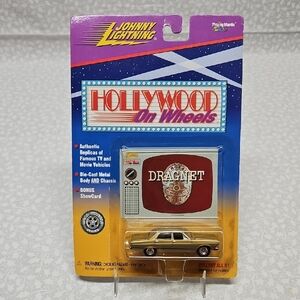 JOHNNY
LIGHTNING
Playing Mantis
HOLLYWOOD
On Wheels
Authentic
Replicas of
Famous TV and
Movie Vehicles
Die-Cast Metal
Body AND Chassis
BONUS
ShowCard
DRAGNET
WARNING: